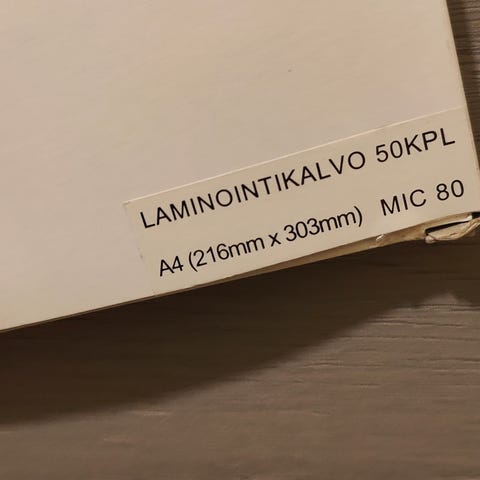 LAMINOINTIKALVO 50KPL
A4 (216mm x 303mm) MIC 80